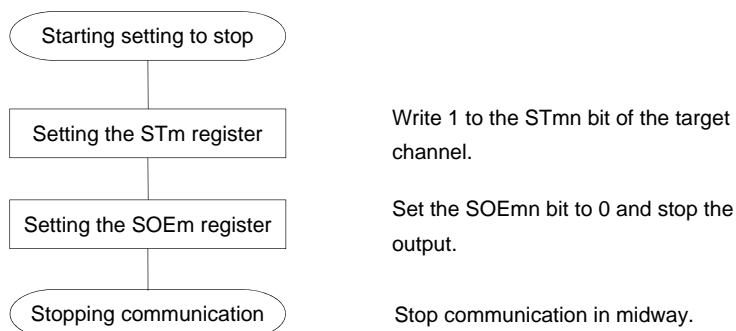 Starting setting to stop
Setting the STm register
Write 1 to the STmn bit of the target
channel.
Setting the SOEm register
Set the SOEmn bit to 0 and stop the
output.
Stopping communication
Stop communication in midway.